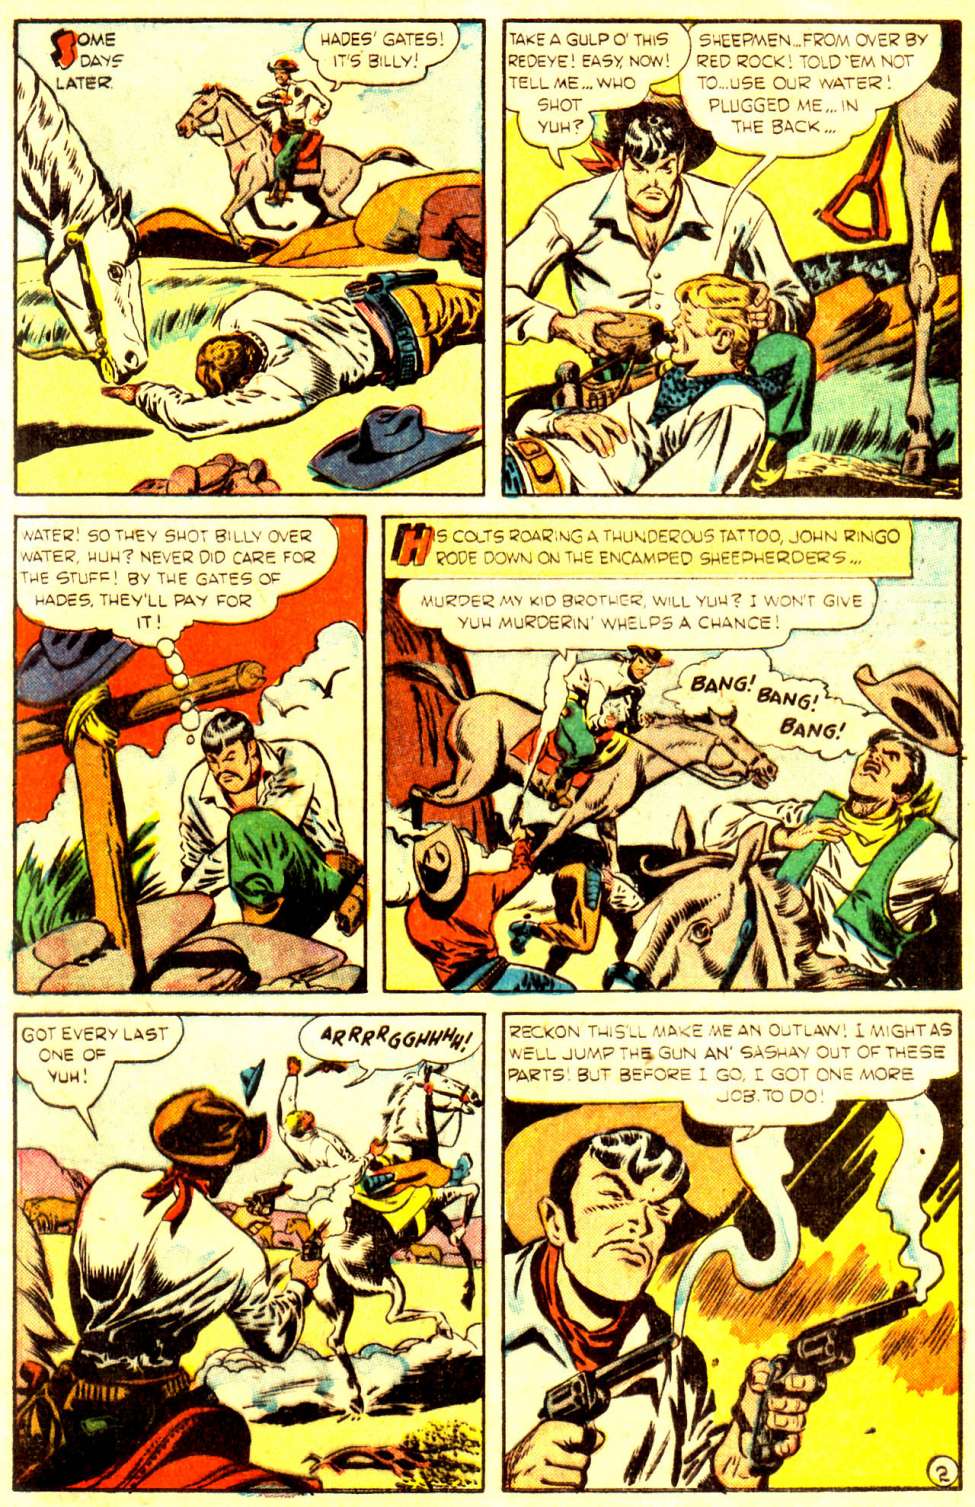 SOME
DAYS
LATER.
HADES' GATES!
IT'S BILLY!
TAKE A GULP O' THIS
REDEYE! EASY, NOW!
TELL ME... WHO
SHOT
YUH?
SHEEPMEN... FROM OVER BY
RED ROCK! TOLD 'EM NOT
TO... USE OUR WATER!
PLUGGED ME... IN
THE BACK...
WATER! SO THEY SHOT BILLY OVER
WATER, HUH? NEVER DID CARE FOR
THE STUFF! BY THE GATES OF
HADES, THEY'LL PAY FOR
IT!
HIS COLTS ROARING A THUNDEROUS TATTOO, JOHN RINGO
RODE DOWN ON THE ENCAMPED SHEEPHERDERS...
MURDER MY KID BROTHER, WILL YUH? I WON'T GIVE
YUH MURDERIN' WHELPS A CHANCE!
BANG! BANG!
BANG!
GOT EVERY LAST
ONE OF
YUH!
ARRRRGGHHHH!
RECKON THIS'LL MAKE ME AN OUTLAW! I MIGHT AS
WELL JUMP THE GUN AN' SASHAY OUT OF THESE
PARTS! BUT BEFORE I GO, I GOT ONE MORE
JOB TO DO!
2